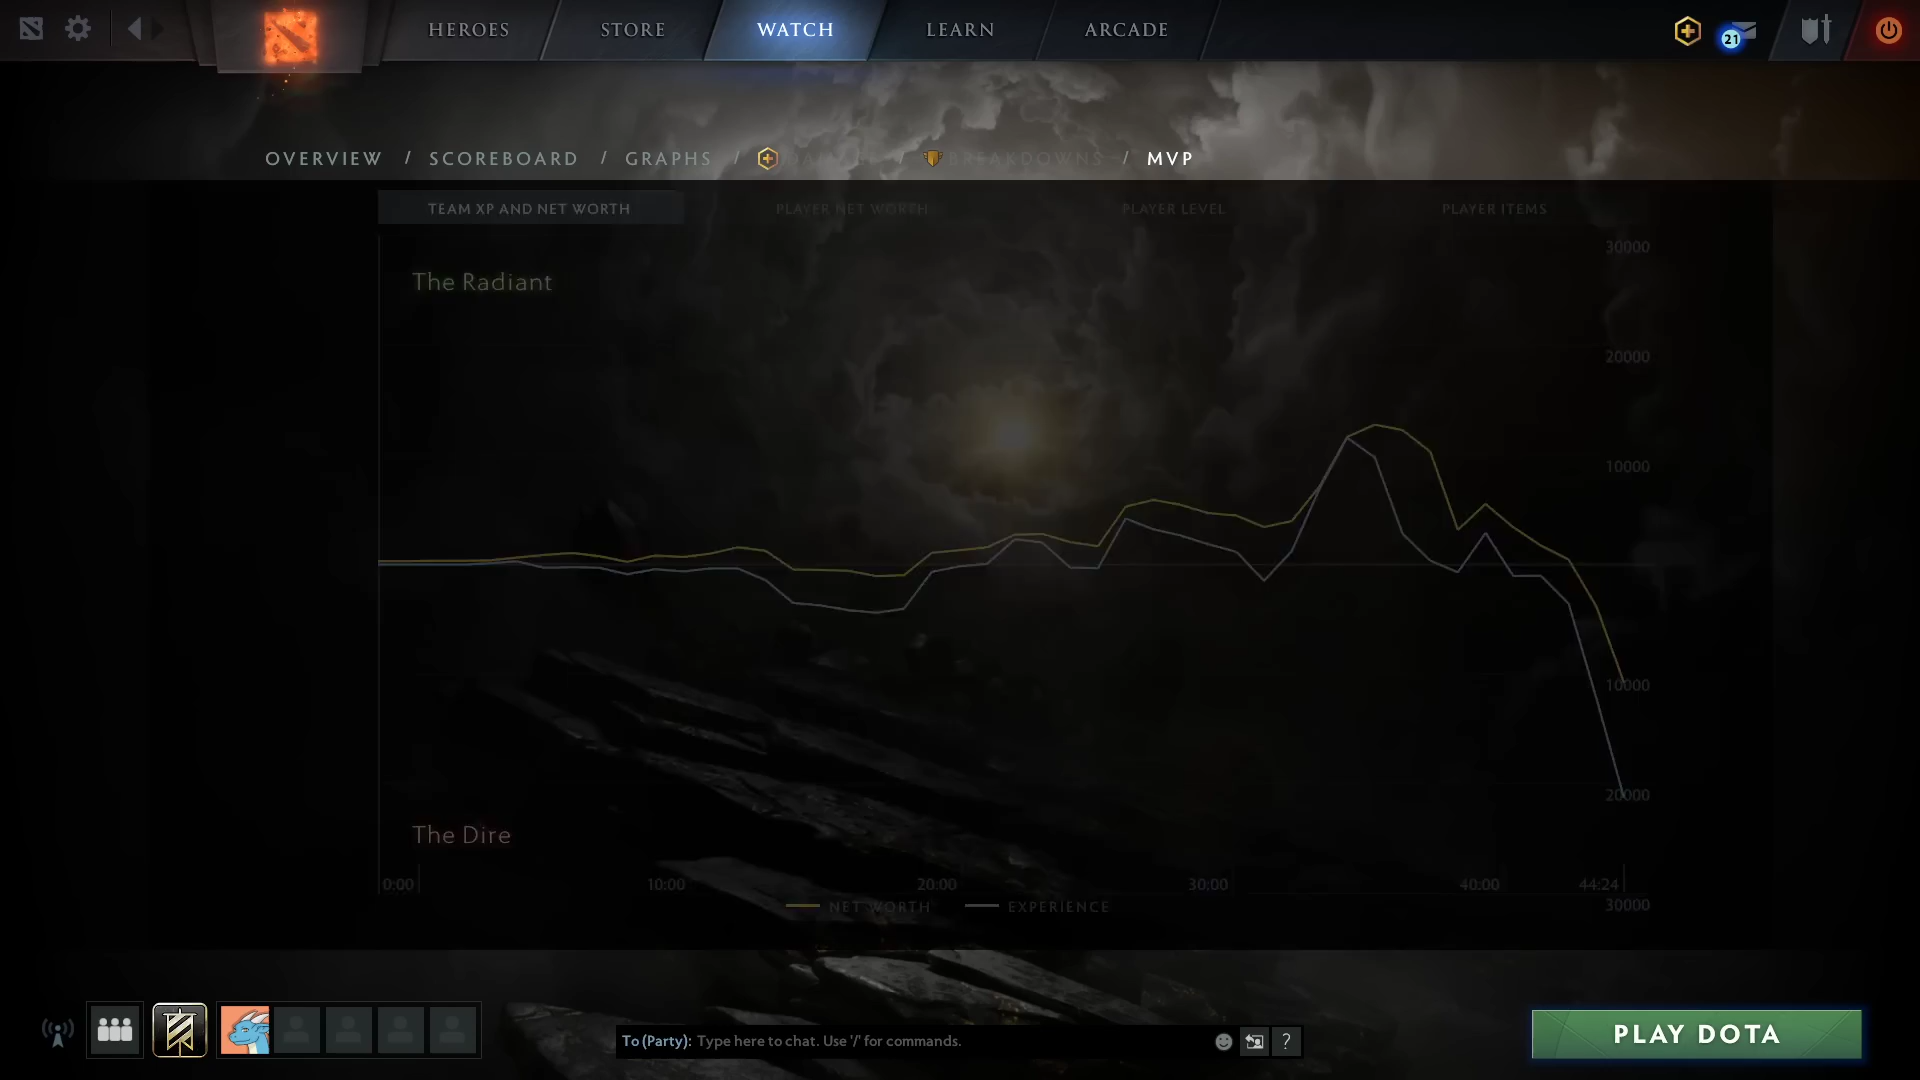 HEROES
STORE
WATCH
LEARN
ARCADE
21
OVERVIEW / SCOREBOARD / GRAPHS / / BREAKDOWNS / MVP
TEAM XP AND NET WORTH
PLAYER NET WORTH
PLAYER LEVEL
PLAYER ITEMS
30000
The Radiant
20000
10000
10000
20000
The Dire
0:00
10:00
20:00
30:00
40:00
44:24
NET WORTH
EXPERIENCE
30000
To (Party): Type here to chat. Use '/' for commands.
?
PLAY DOTA